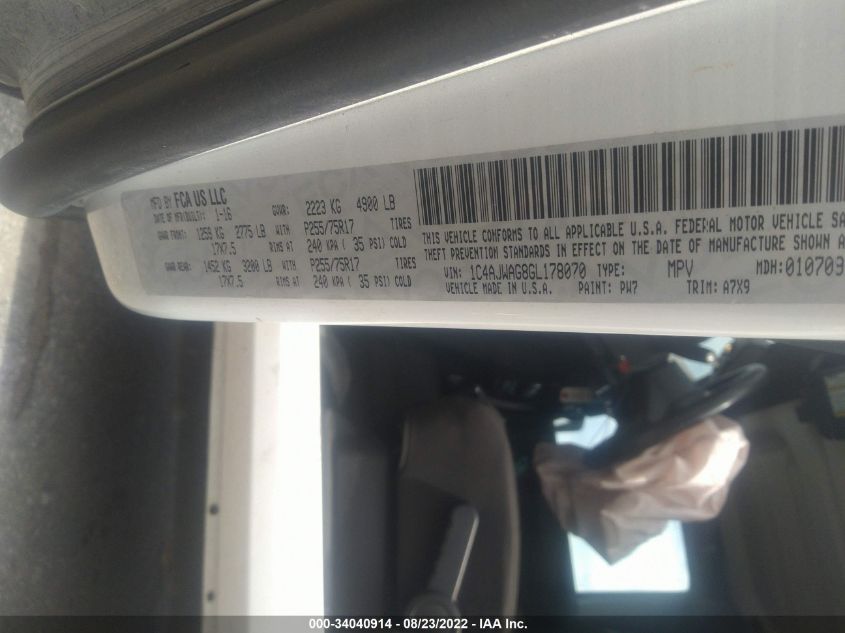 MFD BY FCA US LLC
DATE OF MFR(BUILT): 1-16 GVWR: 2223 KG 4900 LB
GAWR FRONT: 1259 KG 2775 LB WITH P255/75R17 TIRES
17X7.5 RIMS AT 240 KPA ( 35 PSI) COLD
GAWR REAR: 1452 KG 3200 LB WITH P255/75R17 TIRES
17X7.5 RIMS AT 240 KPA ( 35 PSI) COLD
THIS VEHICLE CONFORMS TO ALL APPLICABLE U.S.A. FEDERAL MOTOR VEHICLE SA
THEFT PREVENTION STANDARDS IN EFFECT ON THE DATE OF MANUFACTURE SHOWN A
VIN: 1C4AJWAG8GL178070 TYPE: MPV MDH: 010709
VEHICLE MADE IN U.S.A. PAINT: PW7 TRIM: A7X9
000-34040914 - 08/23/2022 - Copyright © IAA, Inc.